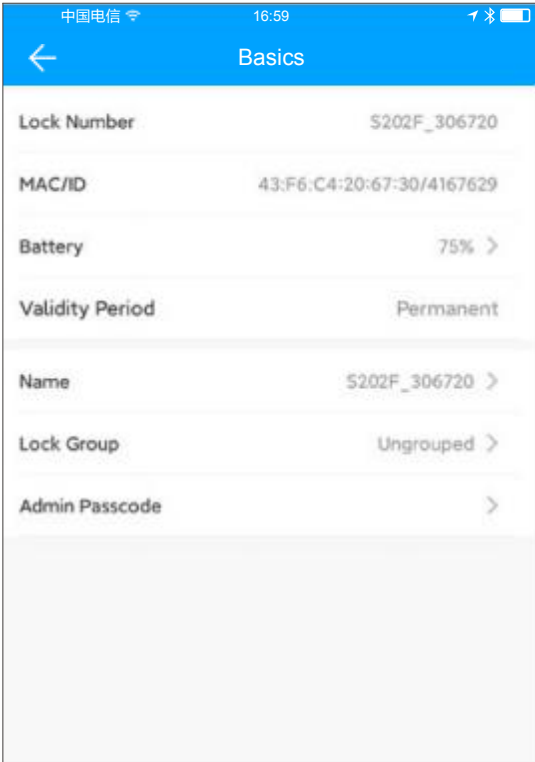 中国电信 16:59
Basics
Lock Number S202F_306720
MAC/ID 43:F6:C4:20:67:30/4167629
Battery 75%
Validity Period Permanent
Name S202F_306720
Lock Group Ungrouped
Admin Passcode